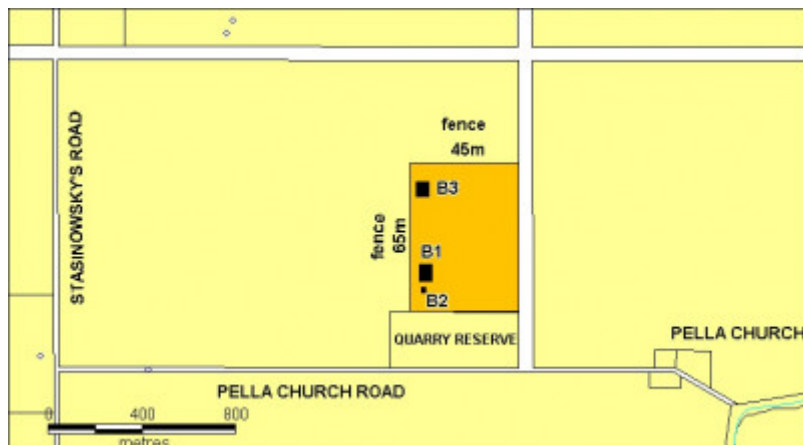 fence
45m
STASINOWSKY'S ROAD
B3
fence
65m
B1
B2
QUARRY RESERVE
PELLA CHURCH
PELLA CHURCH ROAD
0 400 800
metres